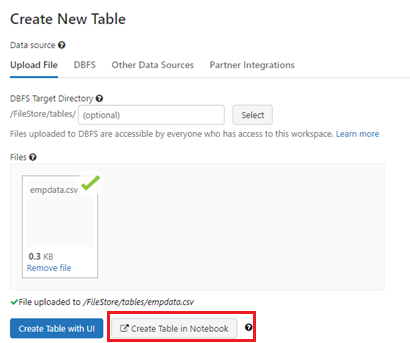 Create New Table
Data source ?
Upload File DBFS Other Data Sources Partner Integrations
DBFS Target Directory ?
/FileStore/tables/ (optional) Select
Files uploaded to DBFS are accessible by everyone who has access to this workspace. Learn more
Files ?
empdata.csv
0.3 KB
Remove file
File uploaded to /FileStore/tables/empdata.csv
Create Table with UI Create Table in Notebook ?